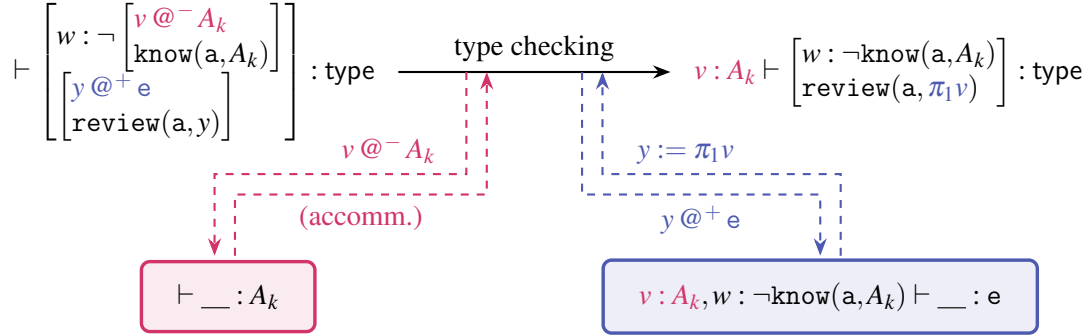 ⊢ [ w : ¬ [ v @⁻ A_k
know(a, A_k) ]
[ y @⁺ e
review(a, y) ] ] : type
type checking
v : A_k ⊢ [ w : ¬know(a, A_k)
review(a, π₁v) ] : type
v @⁻ A_k
y := π₁v
(accomm.)
y @⁺ e
⊢ __ : A_k
v : A_k, w : ¬know(a, A_k) ⊢ __ : e